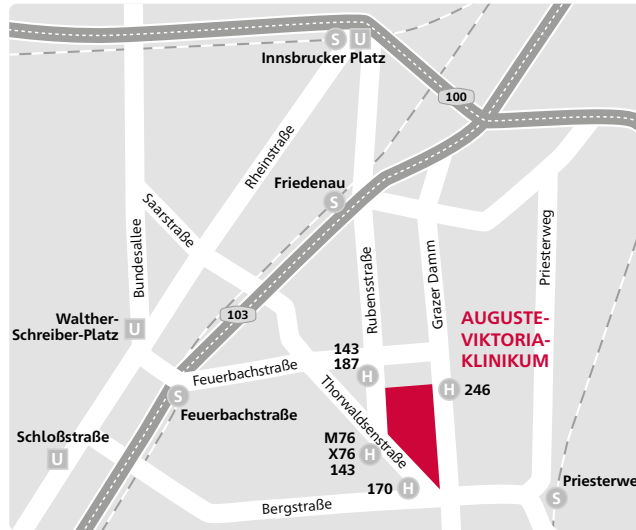 S U
Innsbrucker Platz
100
Rheinstraße
Friedenau
S
Saarstraße
Bundesallee
Priesterweg
Rubensstraße
Grazer Damm
103
Walther-
Schreiber-Platz
U
AUGUSTE-
VIKTORIA-
KLINIKUM
143
187
H
Feuerbachstraße
H 246
S
Feuerbachstraße
Thorwaldsenstraße
Schloßstraße
U
M76
X76
143
H
170 H
Priesterwe
S
Bergstraße